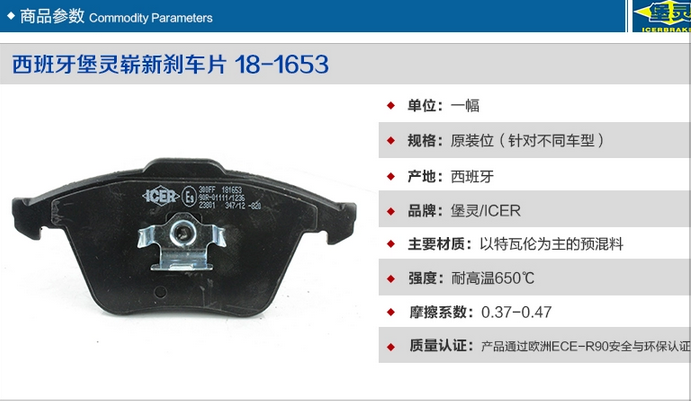 商品参数 Commodity Parameters
堡灵
ICERBRAKE
西班牙堡灵崭新刹车片 18-1653
单位：一幅
规格：原装位（针对不同车型）
产地：西班牙
品牌：堡灵/ICER
主要材质：以特瓦伦为主的预混料
强度：耐高温650℃
摩擦系数：0.37-0.47
质量认证：产品通过欧洲ECE-R90安全与环保认证
ICER
E9
300FF 181653
90R-01111/1236
23801 347/12 -820